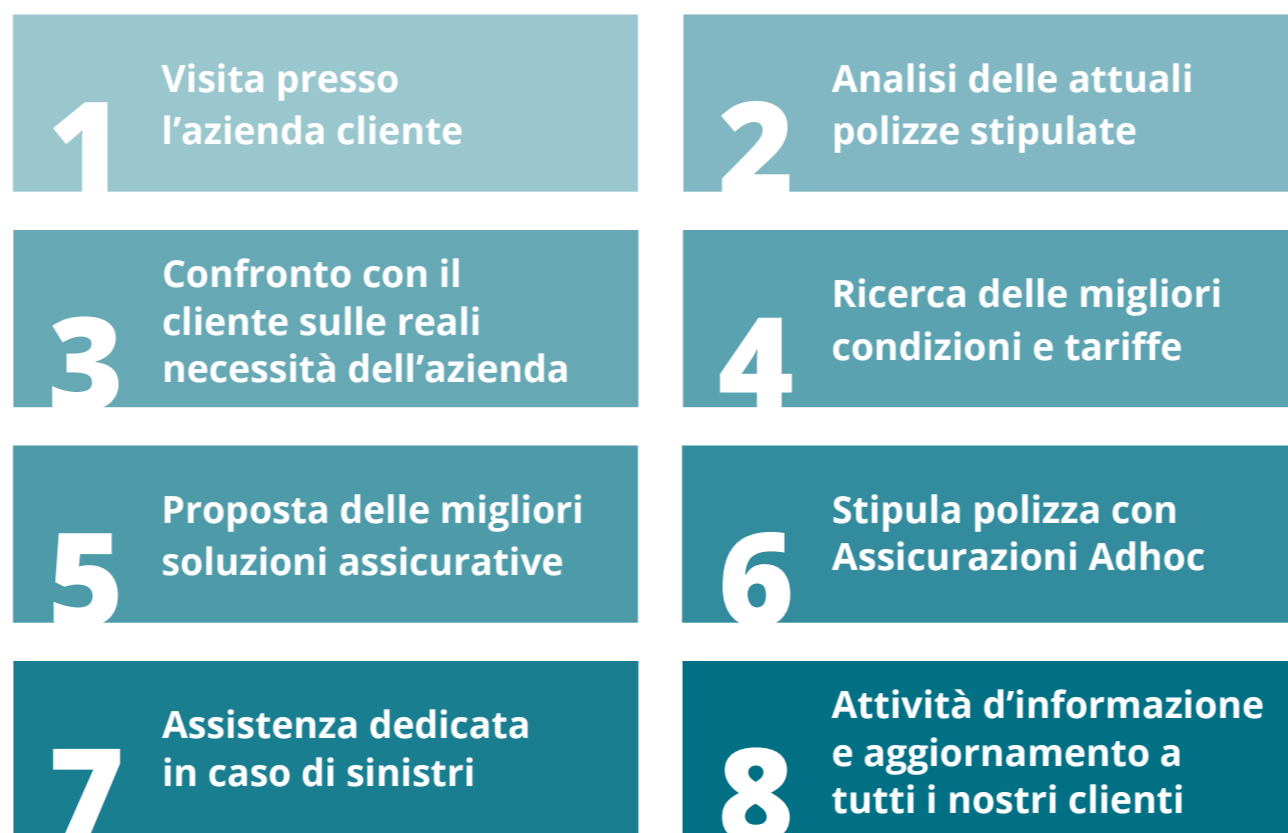 1
Visita presso
l’azienda cliente
2
Analisi delle attuali
polizze stipulate
3
Confronto con il
cliente sulle reali
necessità dell’azienda
4
Ricerca delle migliori
condizioni e tariffe
5
Proposta delle migliori
soluzioni assicurative
6
Stipula polizza con
Assicurazioni Adhoc
7
Assistenza dedicata
in caso di sinistri
8
Attività d’informazione
e aggiornamento a
tutti i nostri clienti